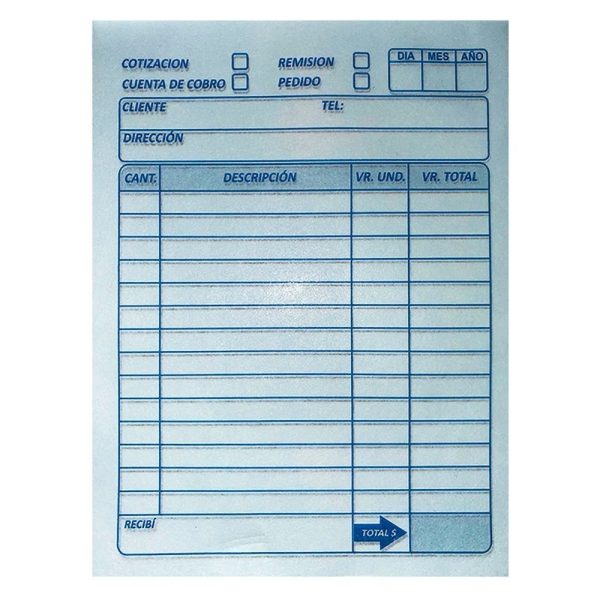 COTIZACION REMISION DIA MES AÑO
CUENTA DE COBRO PEDIDO
CLIENTE TEL:
DIRECCIÓN
CANT. DESCRIPCIÓN VR. UND. VR. TOTAL
RECIBÍ TOTAL $